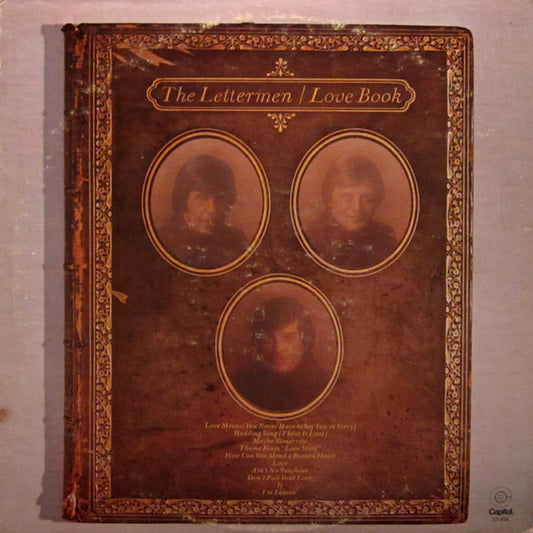 The Lettermen / Love Book
Love Means (You Never Have to Say You're Sorry)
Wedding Song (There Is Love)
Maybe Tomorrow
Theme From "Love Story"
How Can You Mend a Broken Heart
Love
Ain't No Sunshine
Don't Pull Your Love
If
I'm Leavin'
Capitol.